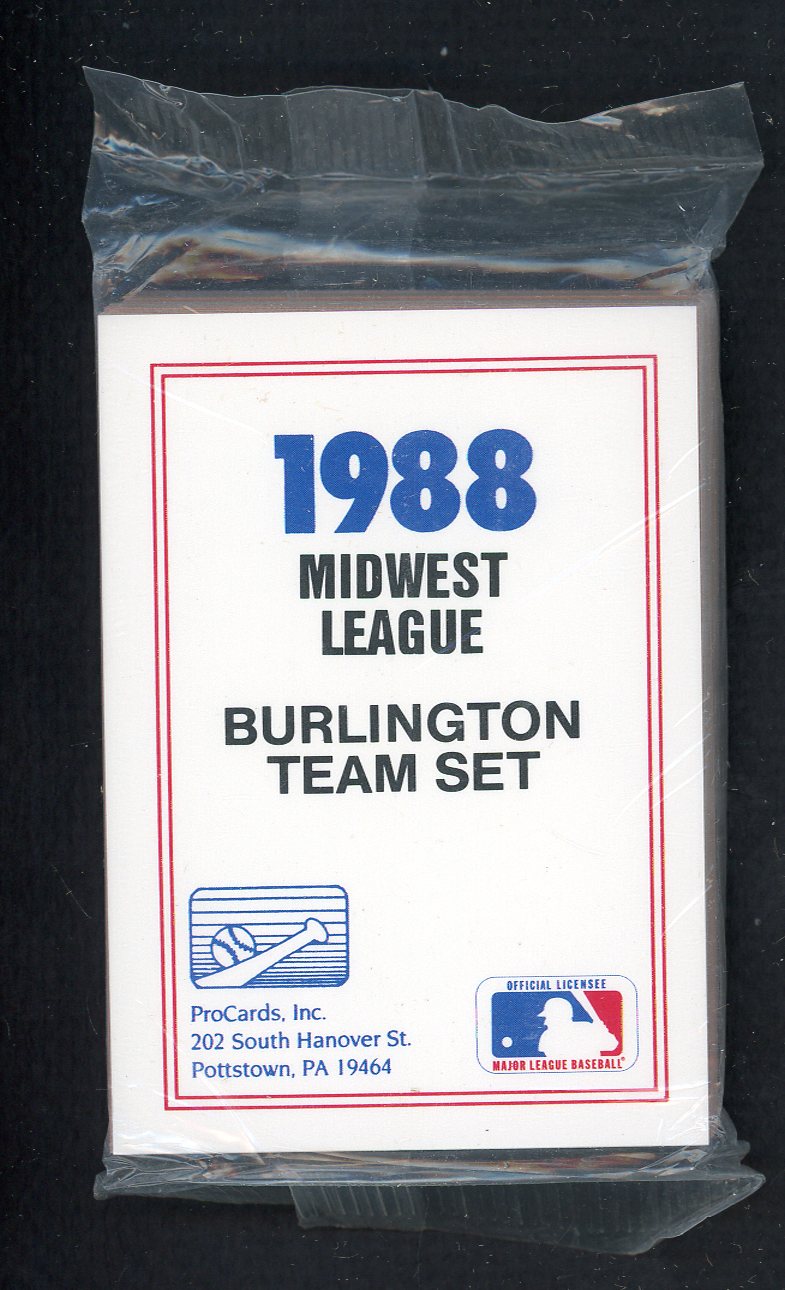 1988
MIDWEST
LEAGUE
BURLINGTON
TEAM SET
ProCards, Inc.
202 South Hanover St.
Pottstown, PA 19464
OFFICIAL LICENSEE
MAJOR LEAGUE BASEBALL®